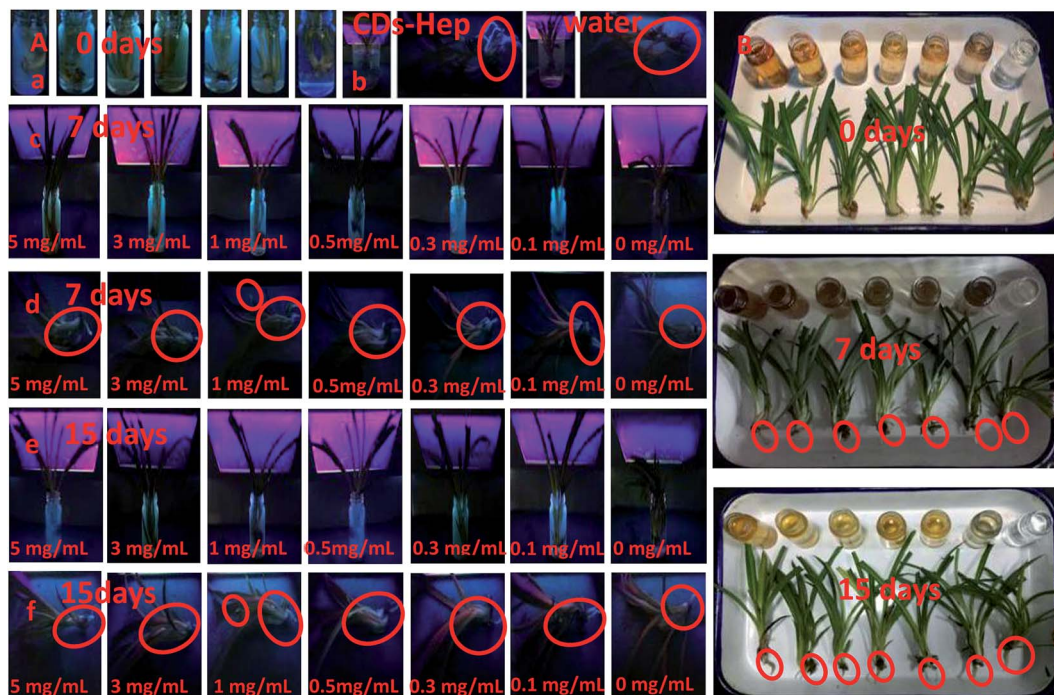 A
0 days
CDs-Hep
water
a
b
B
0 days
7 days
c
5 mg/mL
3 mg/mL
1 mg/mL
0.5mg/mL
0.3 mg/mL
0.1 mg/mL
0 mg/mL
7 days
d
5 mg/mL
3 mg/mL
1 mg/mL
0.5mg/mL
0.3 mg/mL
0.1 mg/mL
0 mg/mL
7 days
15 days
e
5 mg/mL
3 mg/mL
1 mg/mL
0.5mg/mL
0.3 mg/mL
0.1 mg/mL
0 mg/mL
15days
f
5 mg/mL
3 mg/mL
1 mg/mL
0.5mg/mL
0.3 mg/mL
0.1 mg/mL
0 mg/mL
15 days